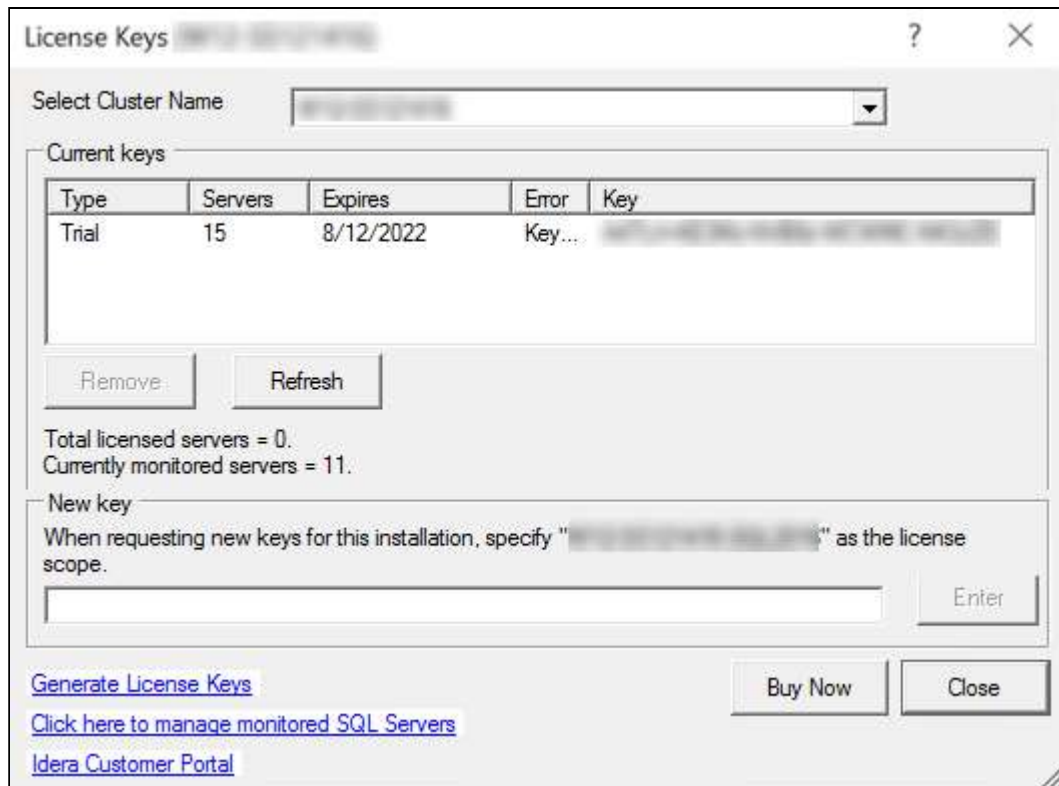 License Keys
Select Cluster Name
Current keys
Type Servers Expires Error Key
Trial 15 8/12/2022 Key...
Remove Refresh
Total licensed servers = 0.
Currently monitored servers = 11.
New key
When requesting new keys for this installation, specify " " as the license
scope.
Enter
Generate License Keys
Buy Now Close
Click here to manage monitored SQL Servers
Idera Customer Portal